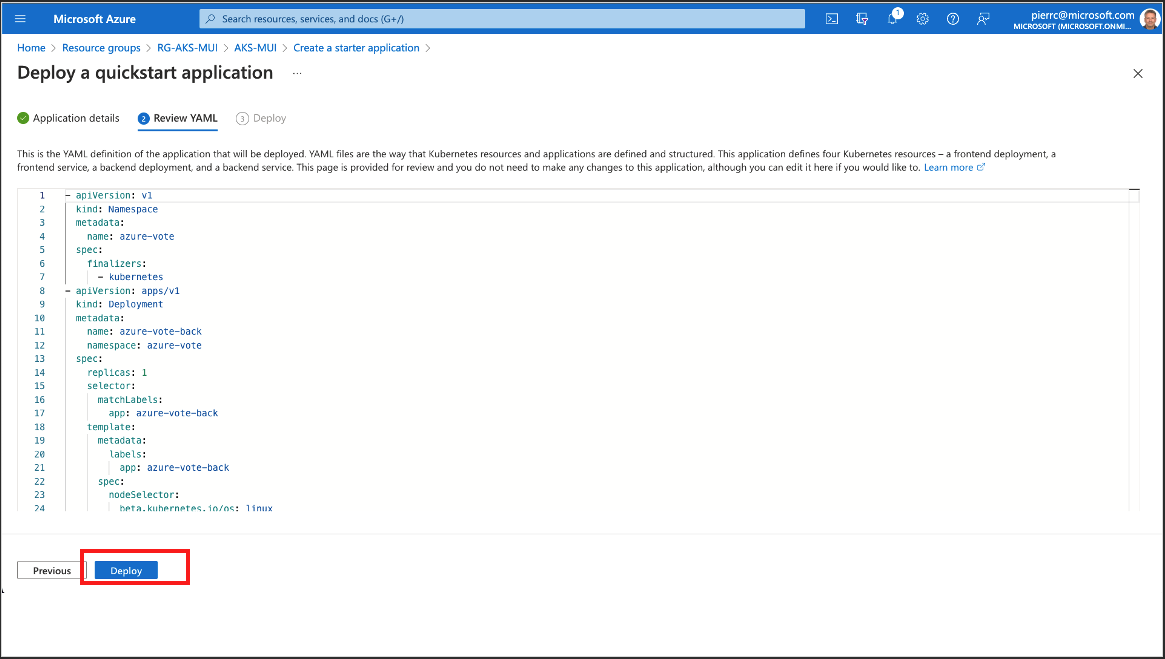 Microsoft Azure
Search resources, services, and docs (G+/)
1
pierrc@microsoft.com
MICROSOFT (MICROSOFT.ONMI...
Home > Resource groups > RG-AKS-MUI > AKS-MUI > Create a starter application >
Deploy a quickstart application ...
Application details
2 Review YAML
3 Deploy
This is the YAML definition of the application that will be deployed. YAML files are the way that Kubernetes resources and applications are defined and structured. This application defines four Kubernetes resources – a frontend deployment, a
frontend service, a backend deployment, and a backend service. This page is provided for review and you do not need to make any changes to this application, although you can edit it here if you would like to. Learn more
1 - apiVersion: v1
2 kind: Namespace
3 metadata:
4 name: azure-vote
5 spec:
6 finalizers:
7 - kubernetes
8 - apiVersion: apps/v1
9 kind: Deployment
10 metadata:
11 name: azure-vote-back
12 namespace: azure-vote
13 spec:
14 replicas: 1
15 selector:
16 matchLabels:
17 app: azure-vote-back
18 template:
19 metadata:
20 labels:
21 app: azure-vote-back
22 spec:
23 nodeSelector:
24 beta.kubernetes.io/os: linux
Previous
Deploy